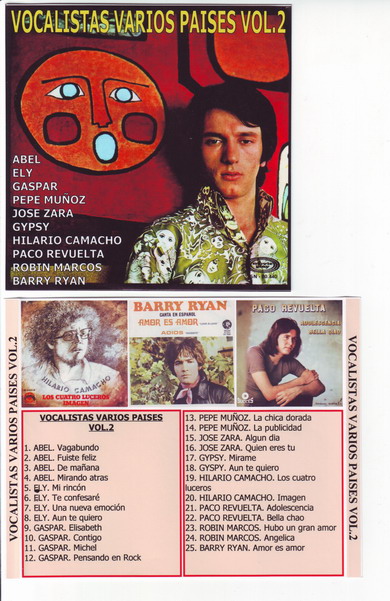 VOCALISTAS VARIOS PAISES VOL.2
ABEL
ELY
GASPAR
PEPE MUÑOZ
JOSE ZARA
GYPSY
HILARIO CAMACHO
PACO REVUELTA
ROBIN MARCOS
BARRY RYAN
VOCALISTAS VARIOS PAISES VOL.2
HILARIO CAMACHO
LOS CUATRO LUCEROS
IMAGEN
BARRY RYAN
CANTA EN ESPAÑOL
AMOR ES AMOR
ADIOS
PACO REVUELTA
ADOLESCENCIA
BELLA CIAO
VOCALISTAS VARIOS PAISES VOL.2
VOCALISTAS VARIOS PAISES
VOL.2
1. ABEL. Vagabundo
2. ABEL. Fuiste feliz
3. ABEL. De mañana
4. ABEL. Mirando atras
5. ELY. Mi rincón
6. ELY. Te confesaré
7. ELY. Una nueva emoción
8. ELY. Aun te quiero
9. GASPAR. Elisabeth
10. GASPAR. Contigo
11. GASPAR. Michel
12. GASPAR. Pensando en Rock
13. PEPE MUÑOZ. La chica dorada
14. PEPE MUÑOZ. La publicidad
15. JOSE ZARA. Algun dia
16. JOSE ZARA. Quien eres tu
17. GYPSY. Mirame
18. GYSPY. Aun te quiero
19. HILARIO CAMACHO. Los cuatro
luceros
20. HILARIO CAMACHO. Imagen
21. PACO REVUELTA. Adolescencia
22. PACO REVUELTA. Bella chao
23. ROBIN MARCOS. Hubo un gran amor
24. ROBIN MARCOS. Angelica
25. BARRY RYAN. Amor es amor